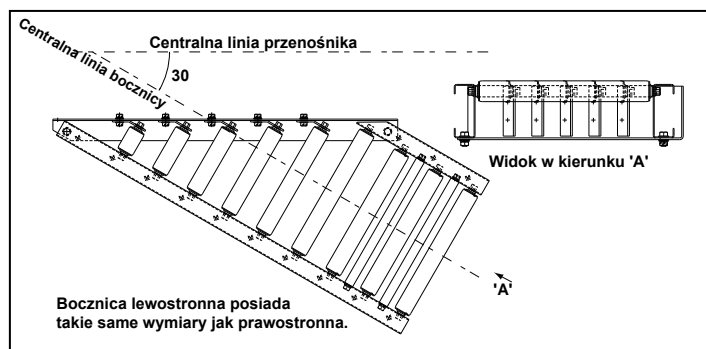 Centralna linia przenośnika
Centralna linia bocznicy
30
Widok w kierunku 'A'
'A'
Bocznica lewostronna posiada
takie same wymiary jak prawostronna.